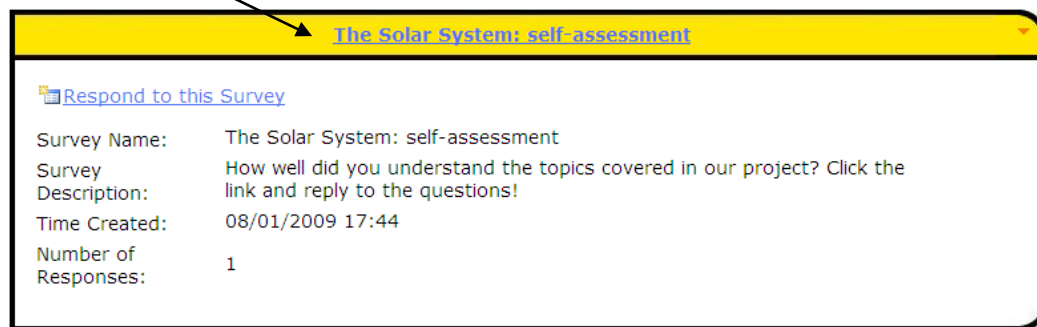 The Solar System: self-assessment
Respond to this Survey
Survey Name: The Solar System: self-assessment
Survey Description: How well did you understand the topics covered in our project? Click the
link and reply to the questions!
Time Created: 08/01/2009 17:44
Number of Responses: 1